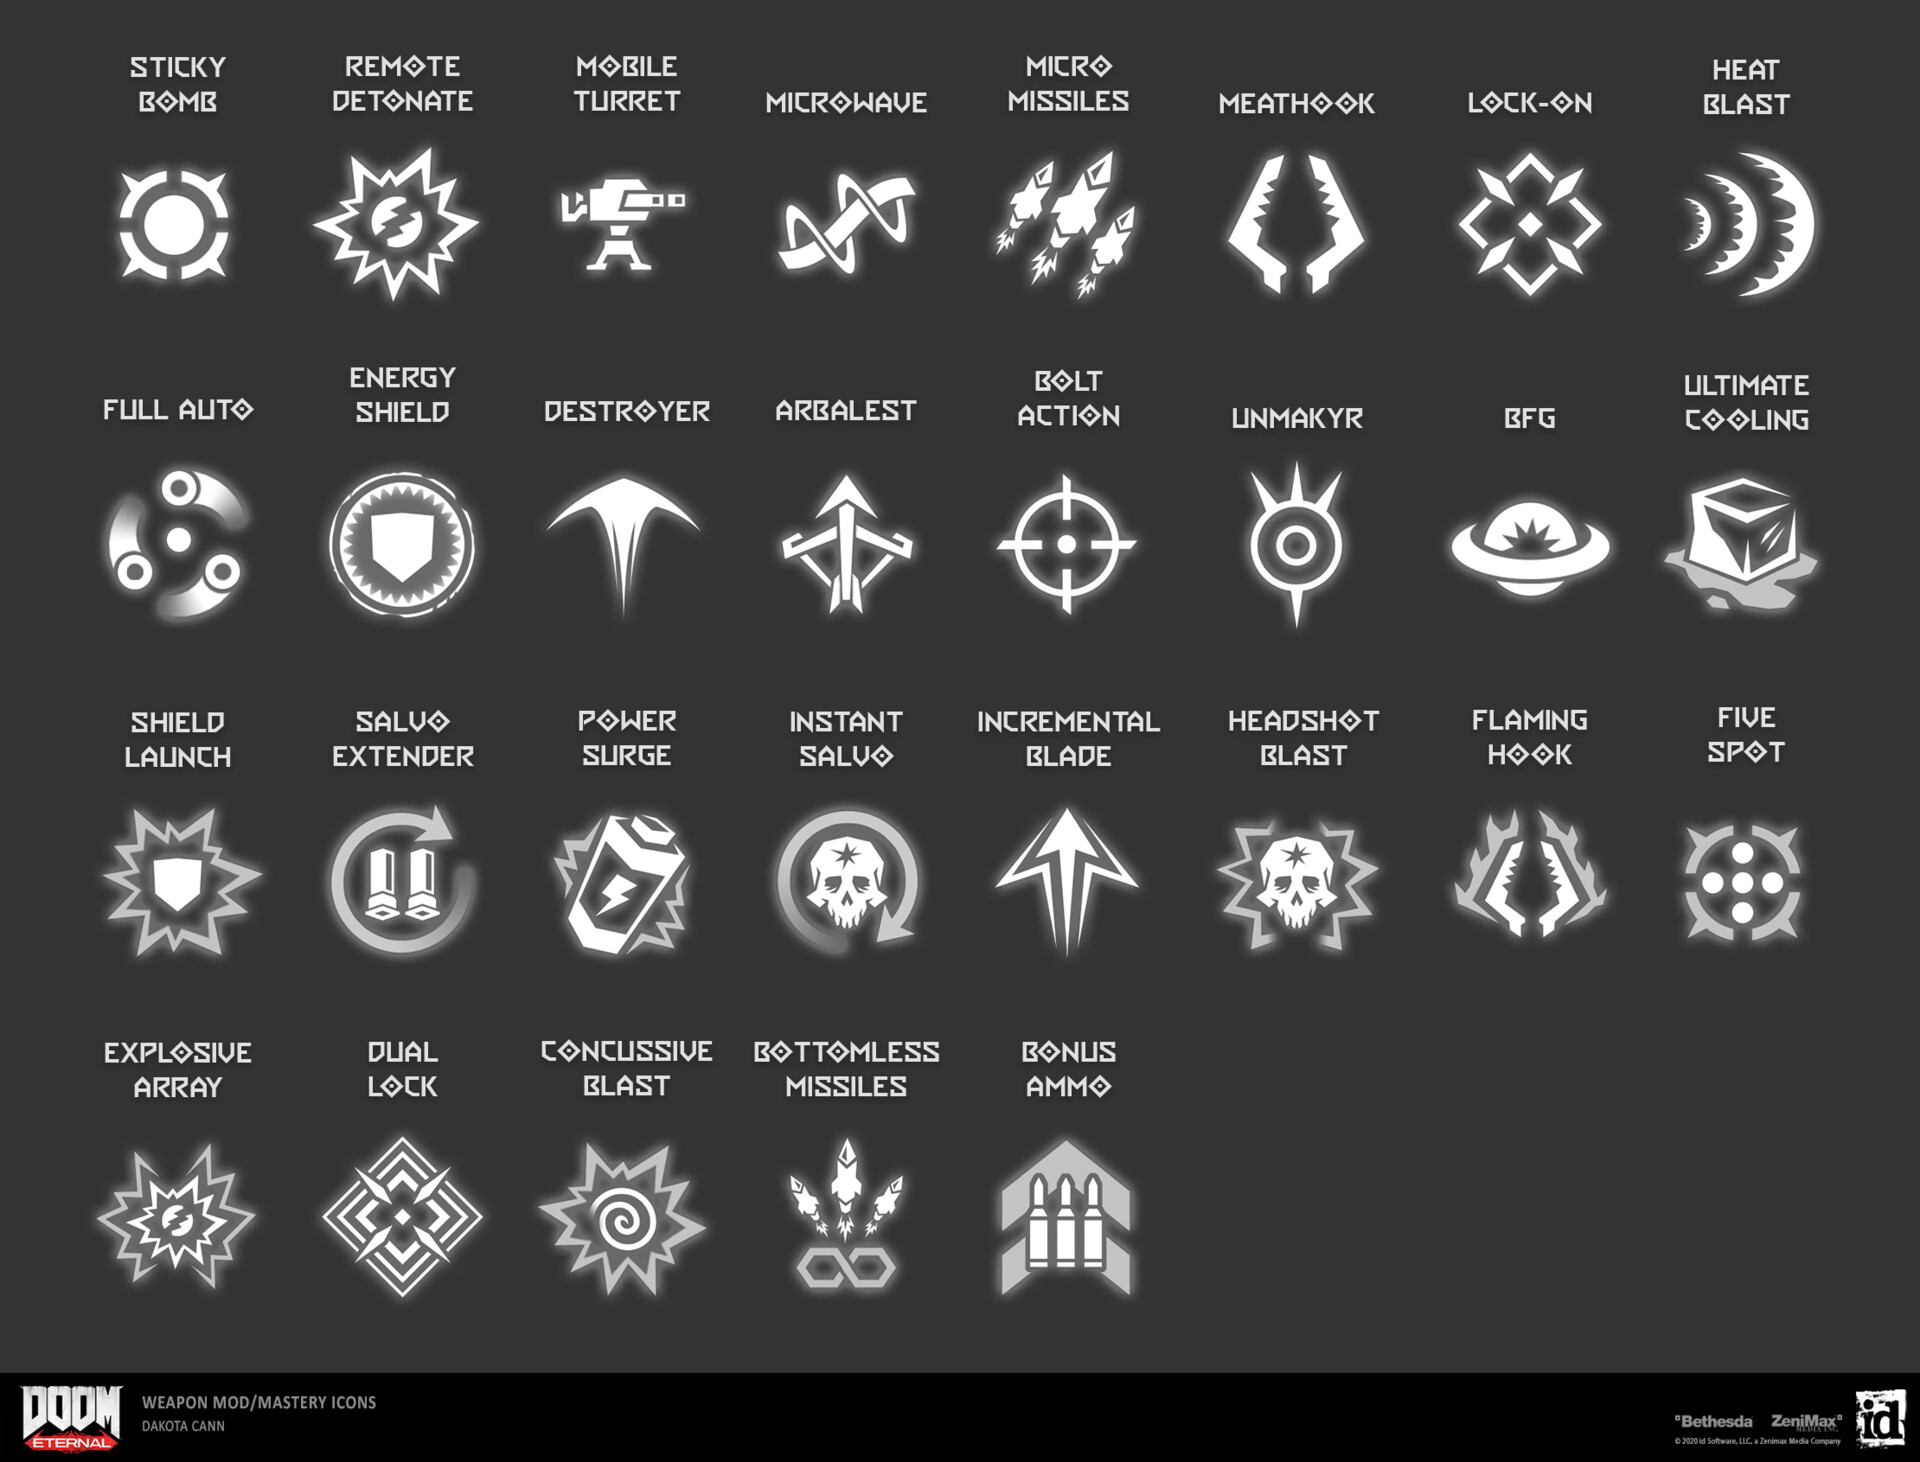 STICKY
BOMB
REMOTE
DETONATE
MOBILE
TURRET
MICROWAVE
MICRO
MISSILES
MEATHOOK
LOCK-ON
HEAT
BLAST
FULL AUTO
ENERGY
SHIELD
DESTROYER
ARBALEST
BOLT
ACTION
UNMAKYR
BFG
ULTIMATE
COOLING
SHIELD
LAUNCH
SALVO
EXTENDER
POWER
SURGE
INSTANT
SALVO
INCREMENTAL
BLADE
HEADSHOT
BLAST
FLAMING
HOOK
FIVE
SPOT
EXPLOSIVE
ARRAY
DUAL
LOCK
CONCUSSIVE
BLAST
BOTTOMLESS
MISSILES
BONUS
AMMO
DOOM
ETERNAL
WEAPON MOD/MASTERY ICONS
DAKOTA CANN
Bethesda
ZeniMax
MEDIA INC.
© 2020 id Software, LLC, a Zenimax Media Company
id